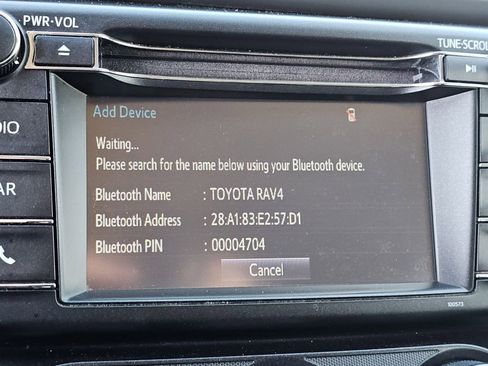 PWR•VOL
TUNE•SCROLL
Add Device
Waiting...
Please search for the name below using your Bluetooth device.
Bluetooth Name : TOYOTA RAV4
Bluetooth Address : 28:A1:83:E2:57:D1
Bluetooth PIN : 00004704
Cancel
100573